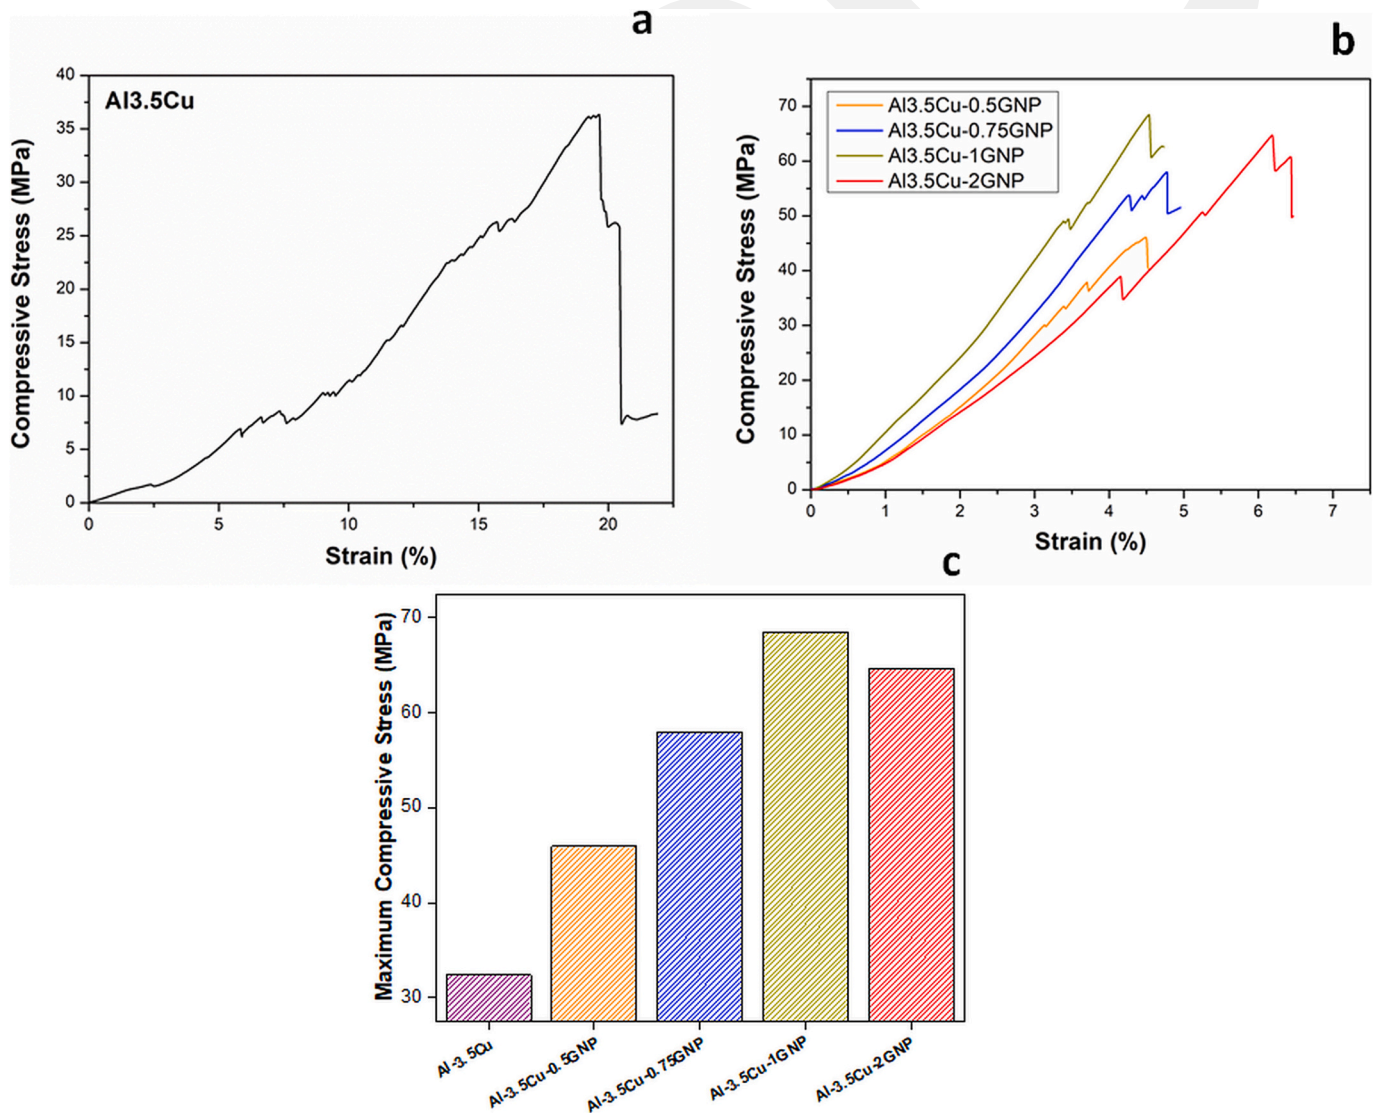 a
b
Al3.5Cu
40
35
30
25
20
15
10
5
0
0 5 10 15 20
Compressive Stress (MPa)
Strain (%)
Al3.5Cu-0.5GNP
Al3.5Cu-0.75GNP
Al3.5Cu-1GNP
Al3.5Cu-2GNP
70
60
50
40
30
20
10
0
0 1 2 3 4 5 6 7
Compressive Stress (MPa)
Strain (%)
c
70
60
50
40
30
Maximum Compressive Stress (MPa)
Al-3.5Cu
Al-3.5Cu-0.5GNP
Al-3.5Cu-0.75GNP
Al-3.5Cu-1GNP
Al-3.5Cu-2GNP